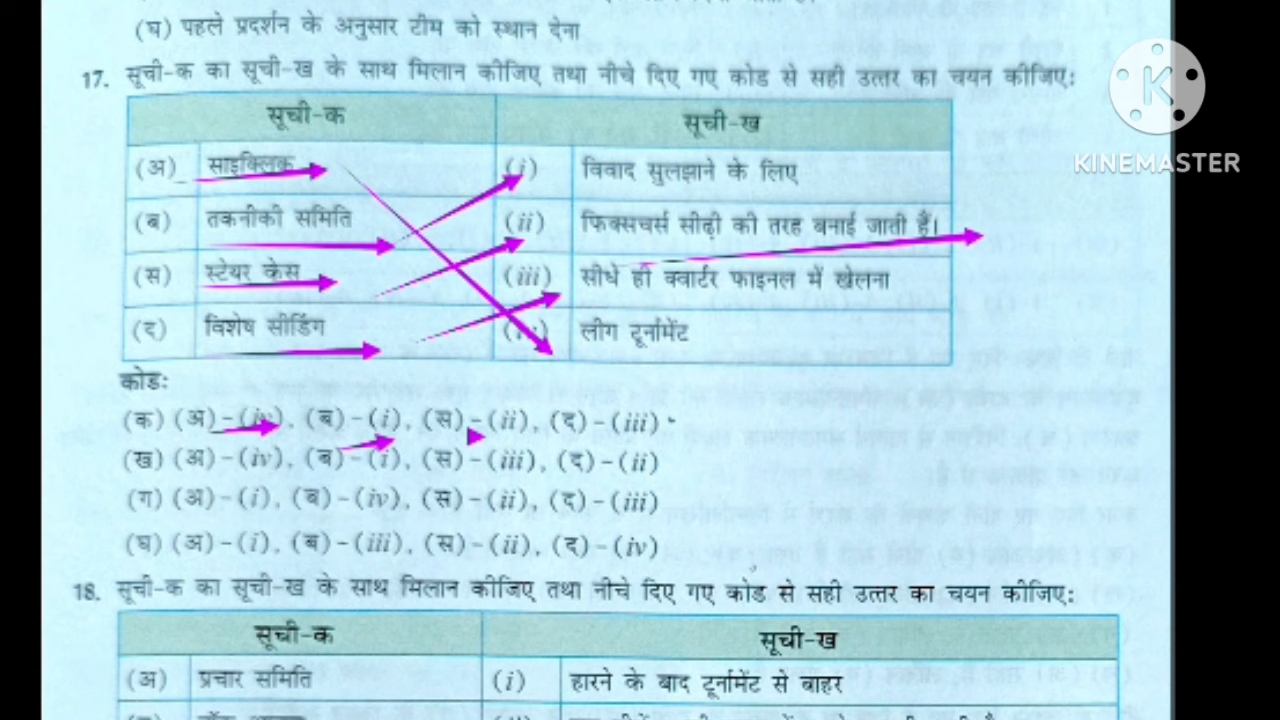 (घ) पहले प्रदर्शन के अनुसार टीम को स्थान देना
17. सूची-क का सूची-ख के साथ मिलान कीजिए तथा नीचे दिए गए कोड से सही उत्तर का चयन कीजिए:
सूची-क सूची-ख
(अ) साइक्लिक (i) विवाद सुलझाने के लिए
(ब) तकनीकी समिति (ii) फिक्सचर्स सीढ़ी की तरह बनाई जाती हैं।
(स) स्टेयर केस (iii) सीधे ही क्वार्टर फाइनल में खेलना
(द) विशेष सीडिंग (iv) लीग टूर्नामेंट
कोड:
(क) (अ)-(iv), (ब)-(i), (स)-(ii), (द)-(iii)
(ख) (अ)-(iv), (ब)-(i), (स)-(iii), (द)-(ii)
(ग) (अ)-(i), (ब)-(iv), (स)-(ii), (द)-(iii)
(घ) (अ)-(i), (ब)-(iii), (स)-(ii), (द)-(iv)
18. सूची-क का सूची-ख के साथ मिलान कीजिए तथा नीचे दिए गए कोड से सही उत्तर का चयन कीजिए:
सूची-क सूची-ख
(अ) प्रचार समिति (i) हारने के बाद टूर्नामेंट से बाहर
K
KINEMASTER